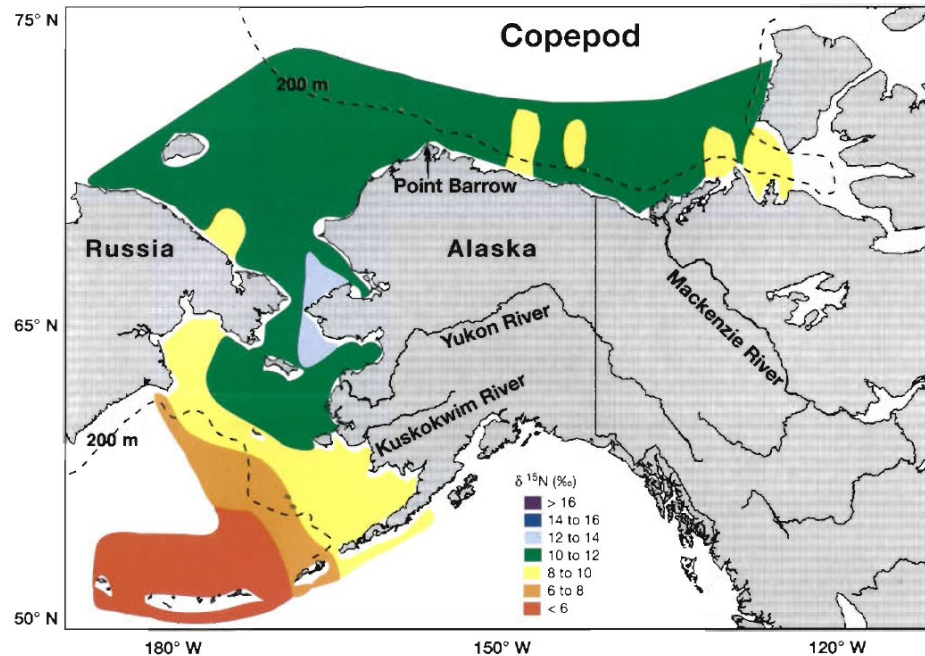 75° N
Copepod
200 m
Point Barrow
Russia
Alaska
Mackenzie River
65° N
Yukon River
Kuskokwim River
200 m
δ ¹⁵N (‰)
> 16
14 to 16
12 to 14
10 to 12
8 to 10
6 to 8
< 6
50° N
180° W
150° W
120° W